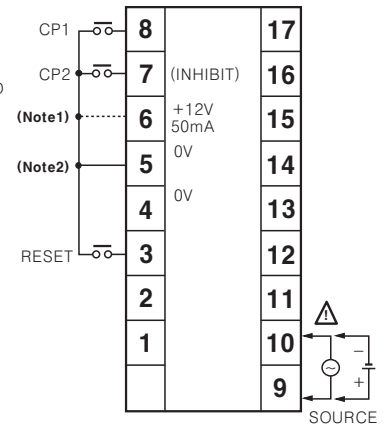 CP1 8 17
CP2 7 (INHIBIT) 16
(Note1) 6 +12V 50mA 15
(Note2) 5 0V 14
4 0V 13
RESET 3 12
2 11
1 10
9
SOURCE